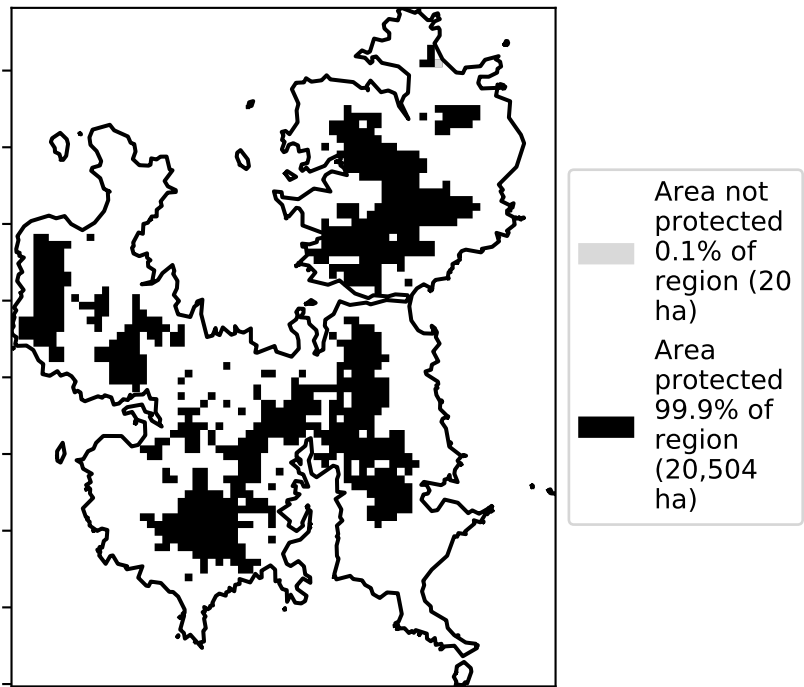 Area not
protected
0.1% of
region (20
ha)
Area
protected
99.9% of
region
(20,504
ha)